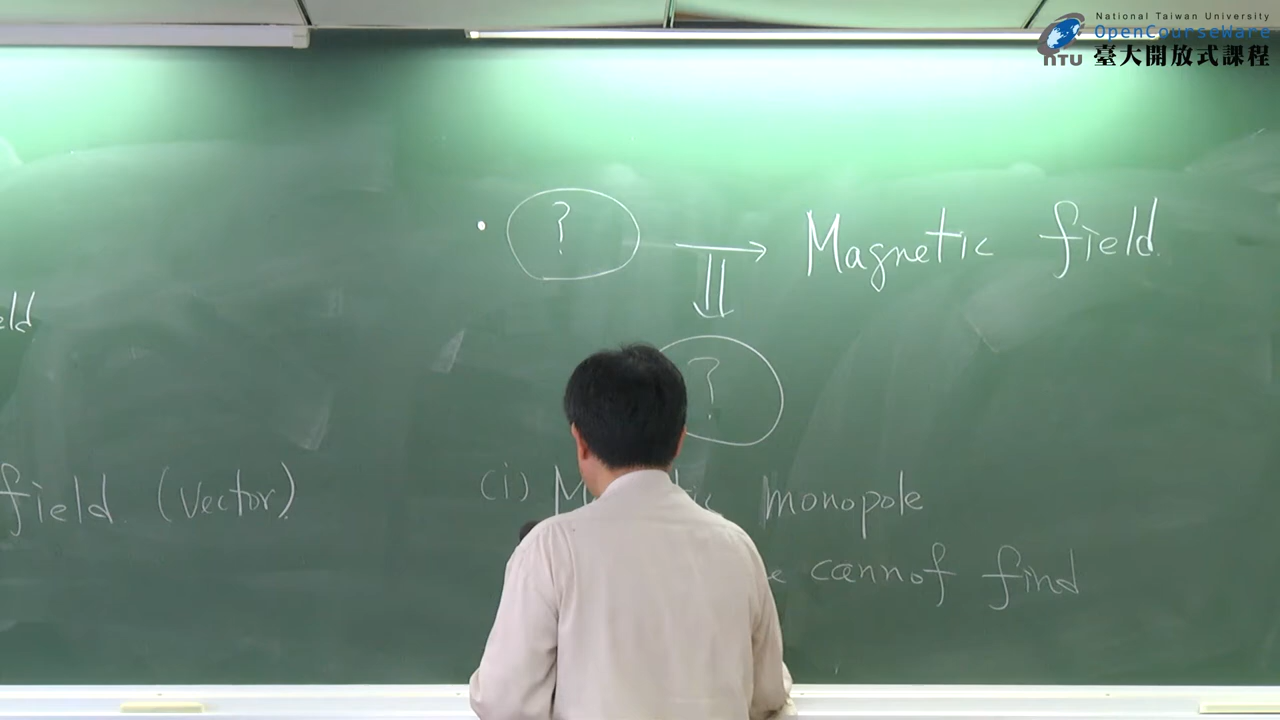 National Taiwan University
OpenCourseWare
NTU 臺大開放式課程
? → Magnetic field.
?
field. (vector).
(i) monopole
cannot find